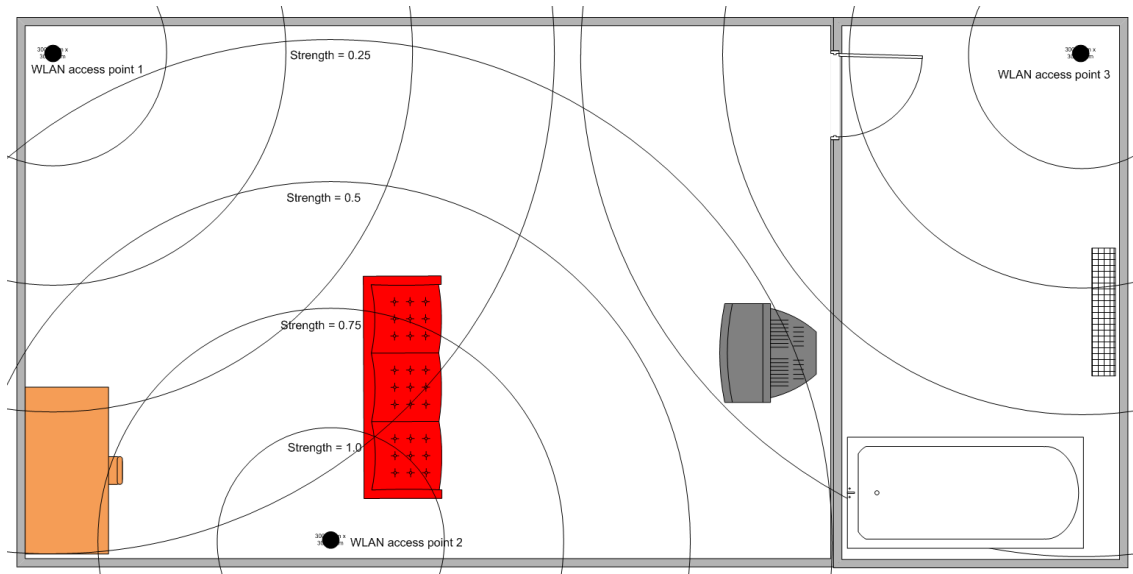 Strength = 0.25
WLAN access point 1
WLAN access point 3
Strength = 0.5
Strength = 0.75
Strength = 1.0
WLAN access point 2